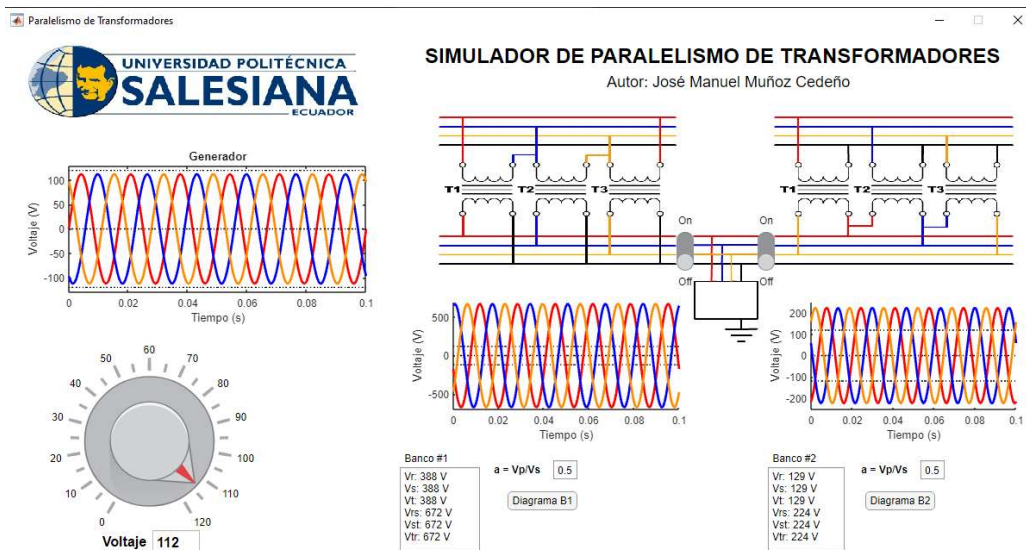 Paralelismo de Transformadores
UNIVERSIDAD POLITÉCNICA
SALESIANA
ECUADOR
SIMULADOR DE PARALELISMO DE TRANSFORMADORES
Autor: José Manuel Muñoz Cedeño
Generador
Voltaje (V)
100
50
0
-50
-100
0 0.02 0.04 0.06 0.08 0.1
Tiempo (s)
T1 T2 T3
T1 T2 T3
On On
Off Off
Voltaje (V)
500
0
-500
0 0.02 0.04 0.06 0.08 0.1
Tiempo (s)
Voltaje (V)
200
100
0
-100
-200
0 0.02 0.04 0.06 0.08 0.1
Tiempo (s)
0 10 20 30 40 50 60 70 80 90 100 110 120
Voltaje 112
Banco #1
Vr: 388 V
Vs: 388 V
Vt: 388 V
Vrs: 672 V
Vst: 672 V
Vtr: 672 V
a = Vp/Vs 0.5
Diagrama B1
Banco #2
Vr: 129 V
Vs: 129 V
Vt: 129 V
Vrs: 224 V
Vst: 224 V
Vtr: 224 V
a = Vp/Vs 0.5
Diagrama B2